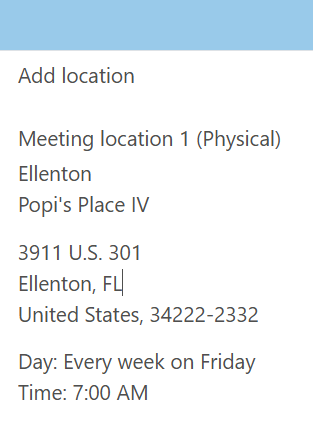 Add location
Meeting location 1 (Physical)
Ellenton
Popi's Place IV
3911 U.S. 301
Ellenton, FL
United States, 34222-2332
Day: Every week on Friday
Time: 7:00 AM